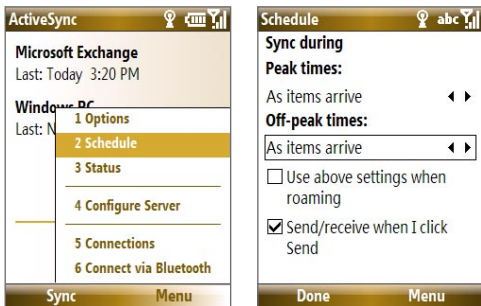 ActiveSync
Microsoft Exchange
Last: Today 3:20 PM
Windows PC
Last: N
1 Options
2 Schedule
3 Status
4 Configure Server
5 Connections
6 Connect via Bluetooth
Sync Menu
Schedule abc
Sync during
Peak times:
As items arrive
Off-peak times:
As items arrive
Use above settings when
roaming
Send/receive when I click
Send
Done Menu